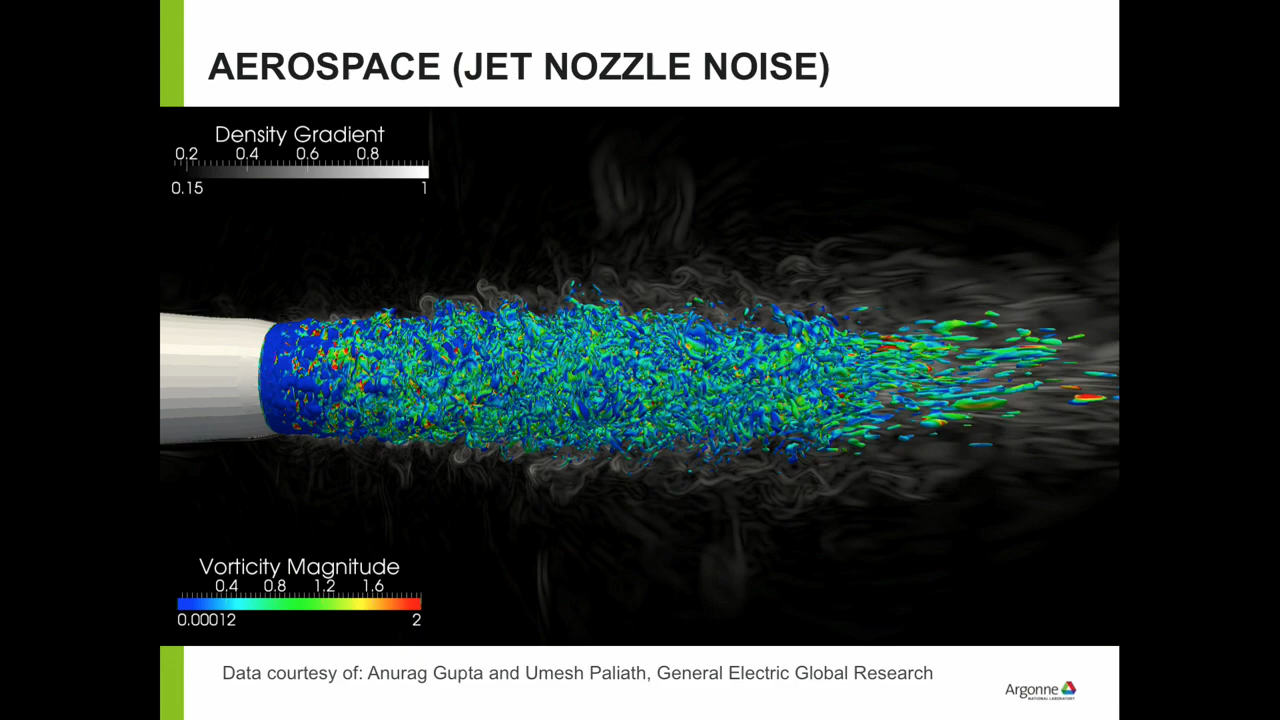 AEROSPACE (JET NOZZLE NOISE)
Density Gradient
0.2 0.4 0.6 0.8
0.15 1
Vorticity Magnitude
0.4 0.8 1.2 1.6
0.00012 2
Data courtesy of: Anurag Gupta and Umesh Paliath, General Electric Global Research
Argonne
NATIONAL LABORATORY